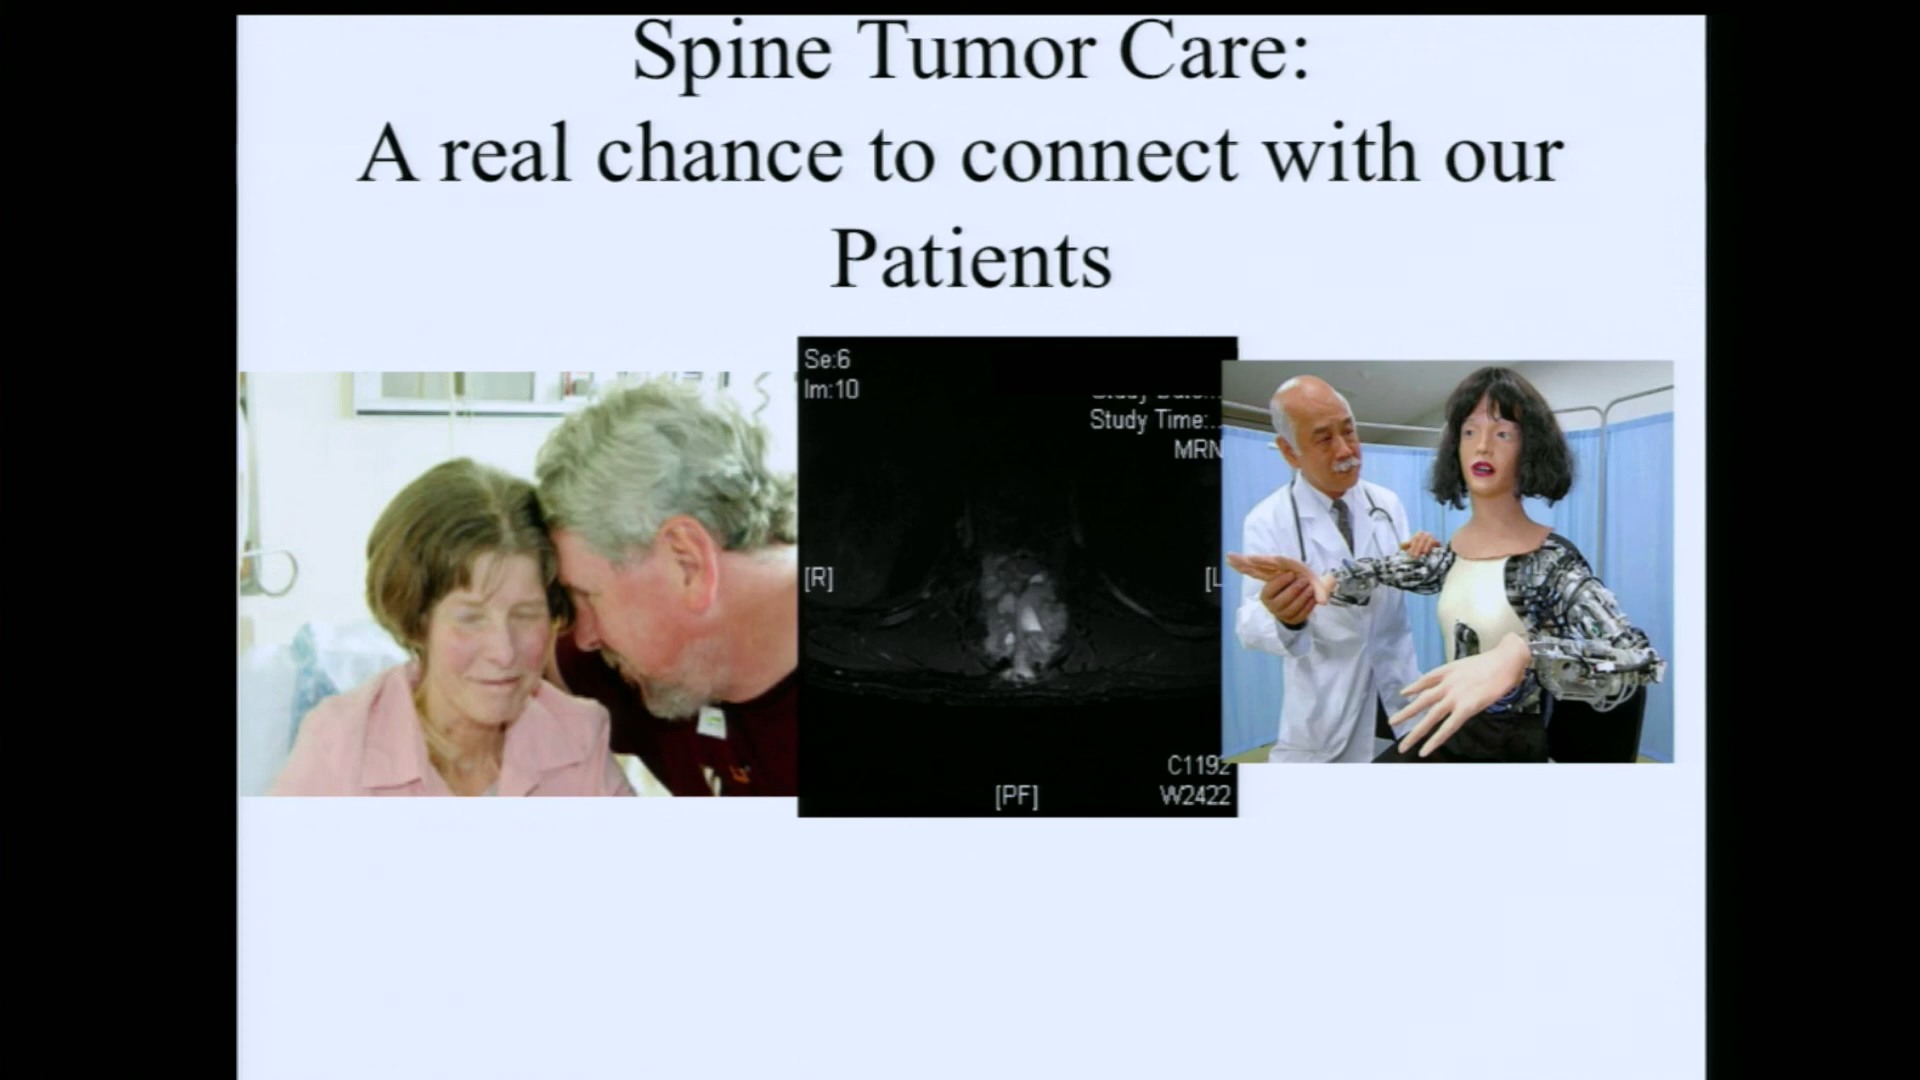 Spine Tumor Care:
A real chance to connect with our
Patients
Se:6
Im:10
Study Time:..
MRN
[R]
[L
C1192
[PF]
W2422